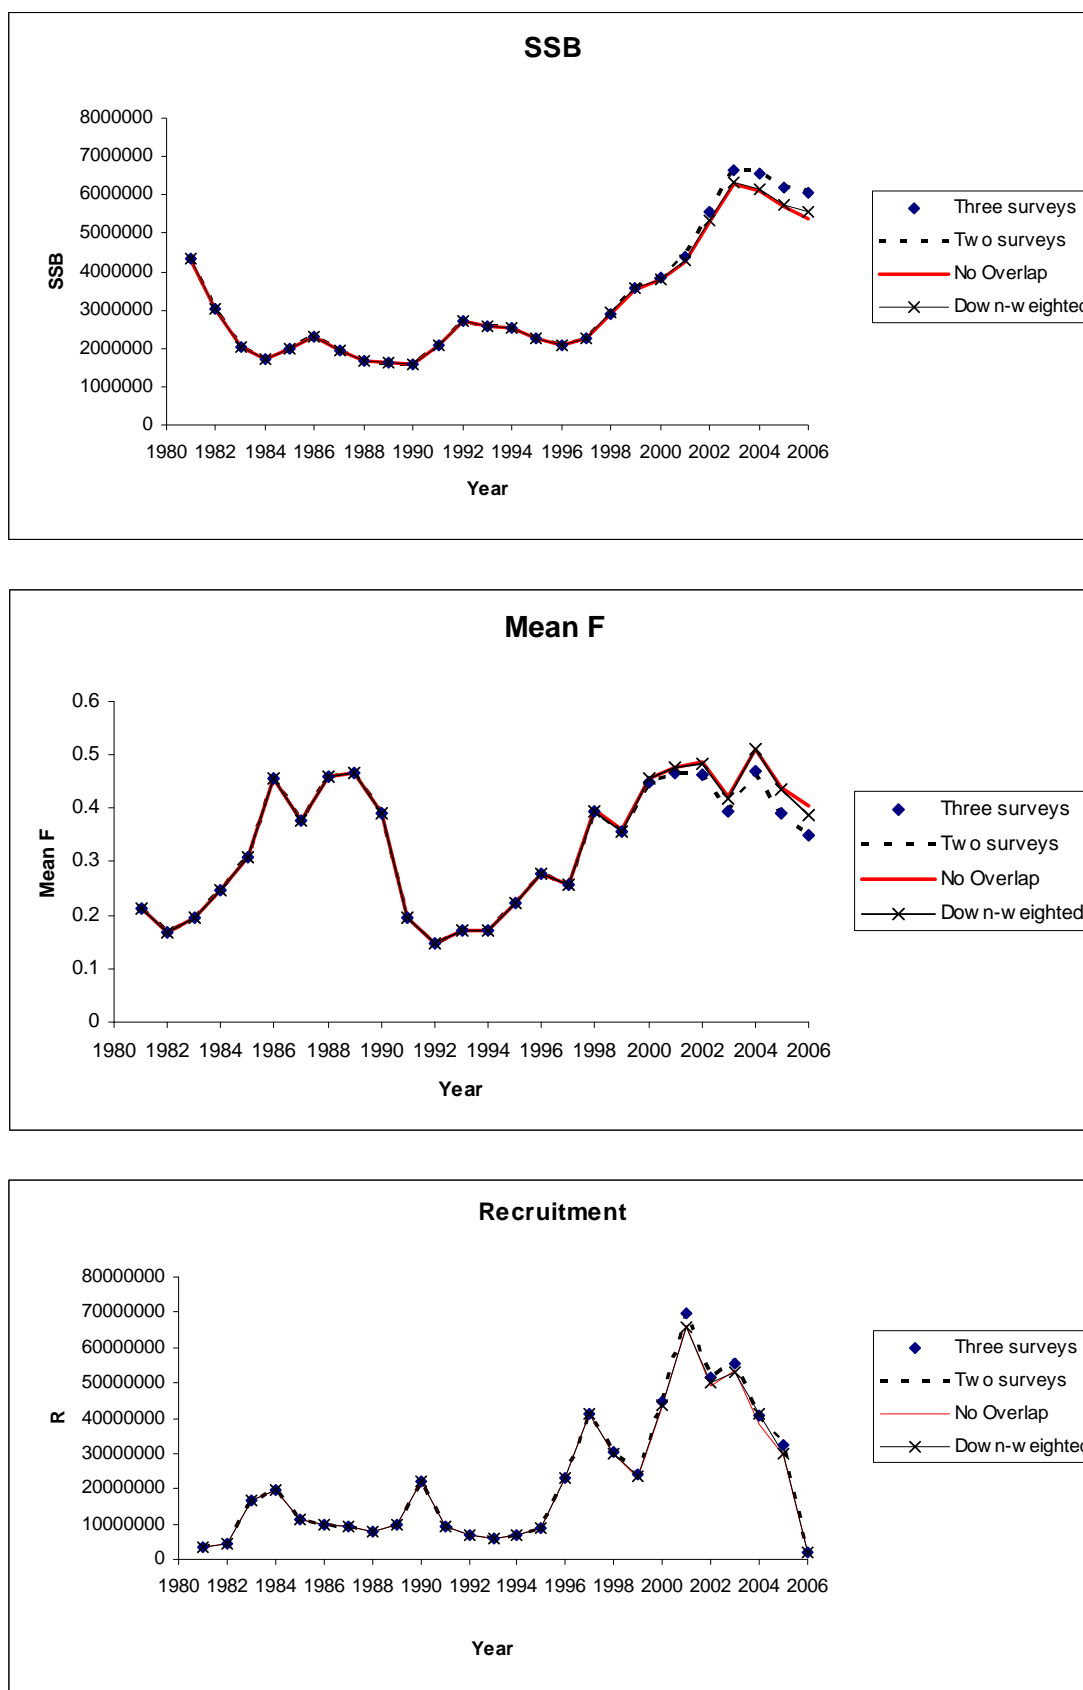 SSB
8000000
7000000
6000000
5000000
4000000
3000000
2000000
1000000
0
SSB
1980 1982 1984 1986 1988 1990 1992 1994 1996 1998 2000 2002 2004 2006
Year
Three surveys
Two surveys
No Overlap
Down-weighted
Mean F
0.6
0.5
0.4
0.3
0.2
0.1
0
Mean F
1980 1982 1984 1986 1988 1990 1992 1994 1996 1998 2000 2002 2004 2006
Year
Three surveys
Two surveys
No Overlap
Down-weighted
Recruitment
80000000
70000000
60000000
50000000
40000000
30000000
20000000
10000000
0
R
1980 1982 1984 1986 1988 1990 1992 1994 1996 1998 2000 2002 2004 2006
Year
Three surveys
Two surveys
No Overlap
Down-weighted